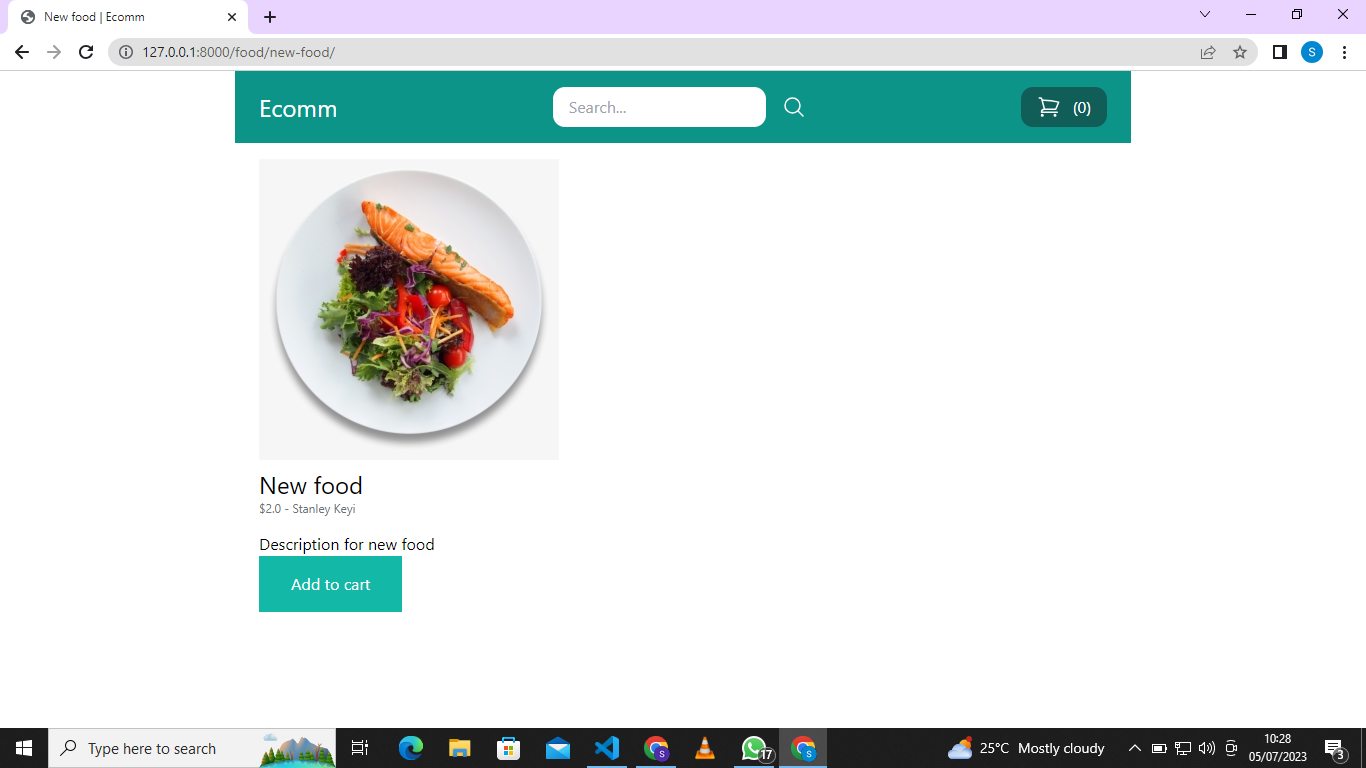 New food | Ecomm
127.0.0.1:8000/food/new-food/
S
Ecomm
Search...
(0)
New food
$2.0 - Stanley Keyi
Description for new food
Add to cart
Type here to search
S
17
S
25°C Mostly cloudy
10:28
05/07/2023
3